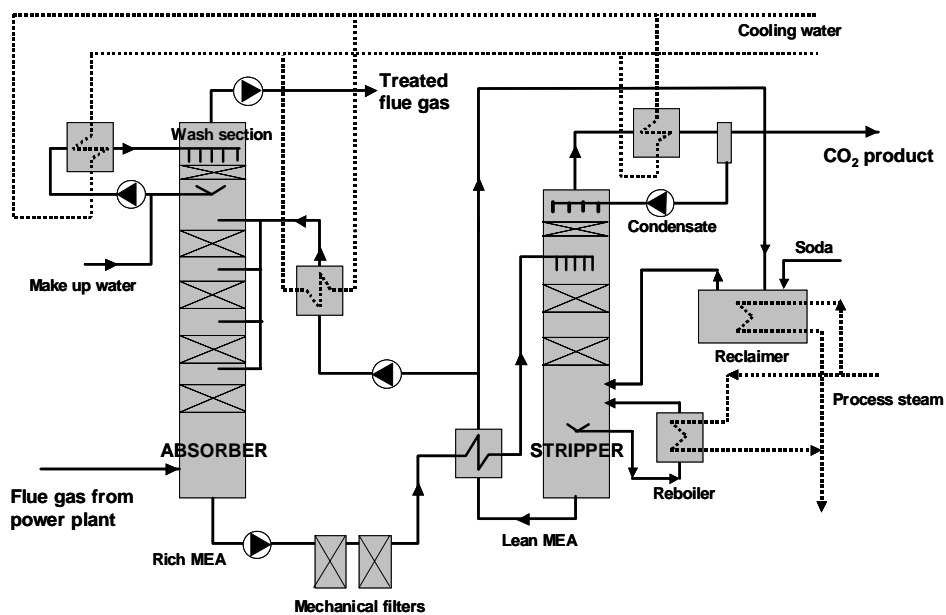 Cooling water
Treated
flue gas
Wash section
CO₂ product
Condensate
Soda
Make up water
Reclaimer
Process steam
ABSORBER
STRIPPER
Flue gas from
power plant
Reboiler
Rich MEA
Lean MEA
Mechanical filters